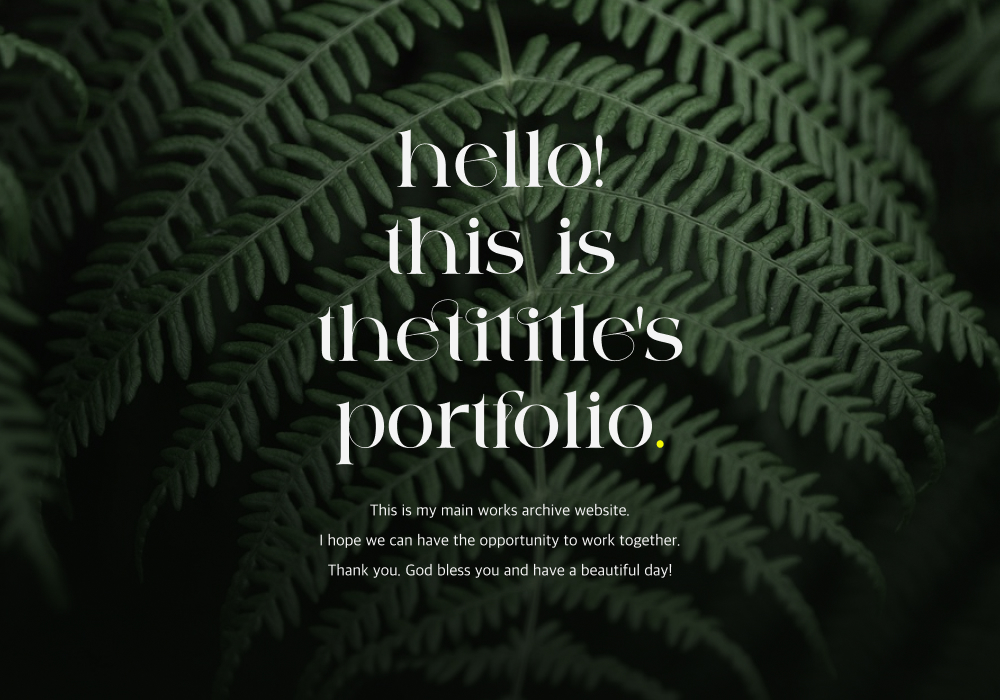 hello!
this is
thetititle's
portfolio.
This is my main works archive website.
I hope we can have the opportunity to work together.
Thank you. God bless you and have a beautiful day!